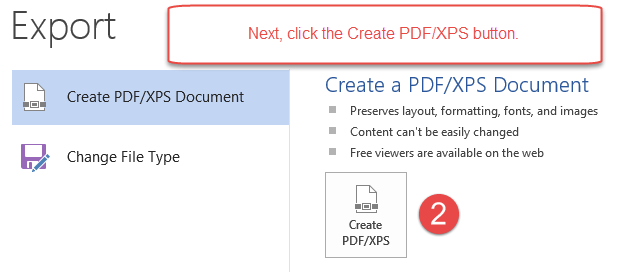 Export
Next, click the Create PDF/XPS button.
Create PDF/XPS Document
Change File Type
Create a PDF/XPS Document
Preserves layout, formatting, fonts, and images
Content can't be easily changed
Free viewers are available on the web
Create
PDF/XPS
2